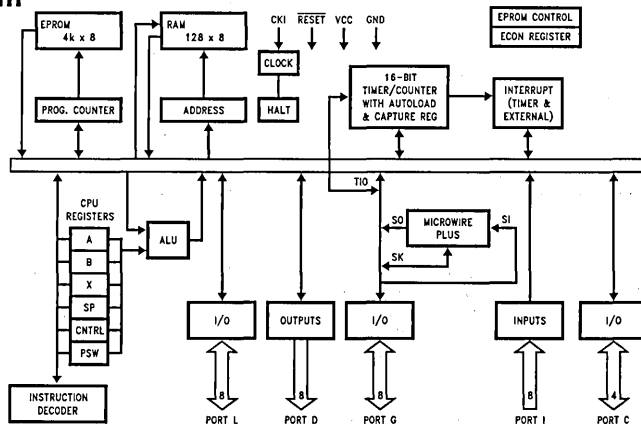 EPROM
4k x 8
RAM
128 x 8
CKI
RESET
VCC
GND
EPROM CONTROL
ECON REGISTER
CLOCK
HALT
PROG. COUNTER
ADDRESS
16-BIT
TIMER/COUNTER
WITH AUTOLOAD
& CAPTURE REG
INTERRUPT
(TIMER &
EXTERNAL)
TIO
CPU
REGISTERS
A
B
X
SP
CNTRL
PSW
ALU
SO
MICROWIRE
PLUS
SI
SK
I/O
OUTPUTS
I/O
INPUTS
I/O
INSTRUCTION
DECODER
8
8
8
8
4
PORT L
PORT D
PORT G
PORT I
PORT C